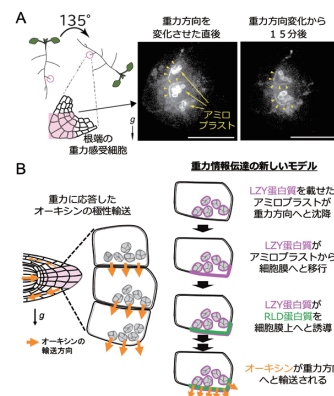 A
135°
重力方向を
変化させた直後
重力方向変化から
１５分後
アミロ
プラスト
g
根端の
重力感受細胞
B
重力に応答した
オーキシンの極性輸送
g
オーキシンの
輸送方向
重力情報伝達の新しいモデル
LZY蛋白質を載せた
アミロプラストが
重力方向へと沈降
LZY蛋白質が
アミロプラストから
細胞膜へと移行
LZY蛋白質が
RLD蛋白質を
細胞膜上へと誘導
オーキシンが重力方向
へと輸送される